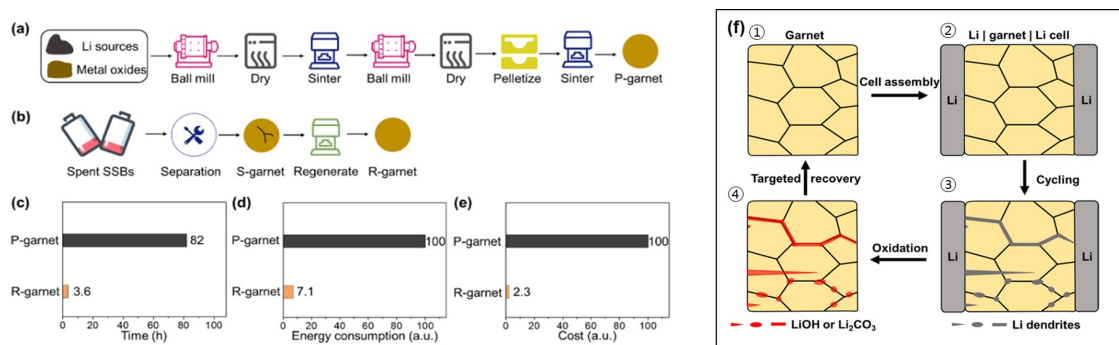 (a)
Li sources
Metal oxides
Ball mill Dry Sinter Ball mill Dry Pelletize Sinter P-garnet
(b)
Spent SSBs Separation S-garnet Regenerate R-garnet
(c)
P-garnet 82
R-garnet 3.6
0 20 40 60 80 100
Time (h)
(d)
P-garnet 100
R-garnet 7.1
0 20 40 60 80 100
Energy consumption (a.u.)
(e)
P-garnet 100
R-garnet 2.3
0 20 40 60 80 100
Cost (a.u.)
(f)
① Garnet
Cell assembly
② Li | garnet | Li cell
Li Li
Cycling
③
Li Li
Li dendrites
Oxidation
④
LiOH or Li₂CO₃
Targeted recovery